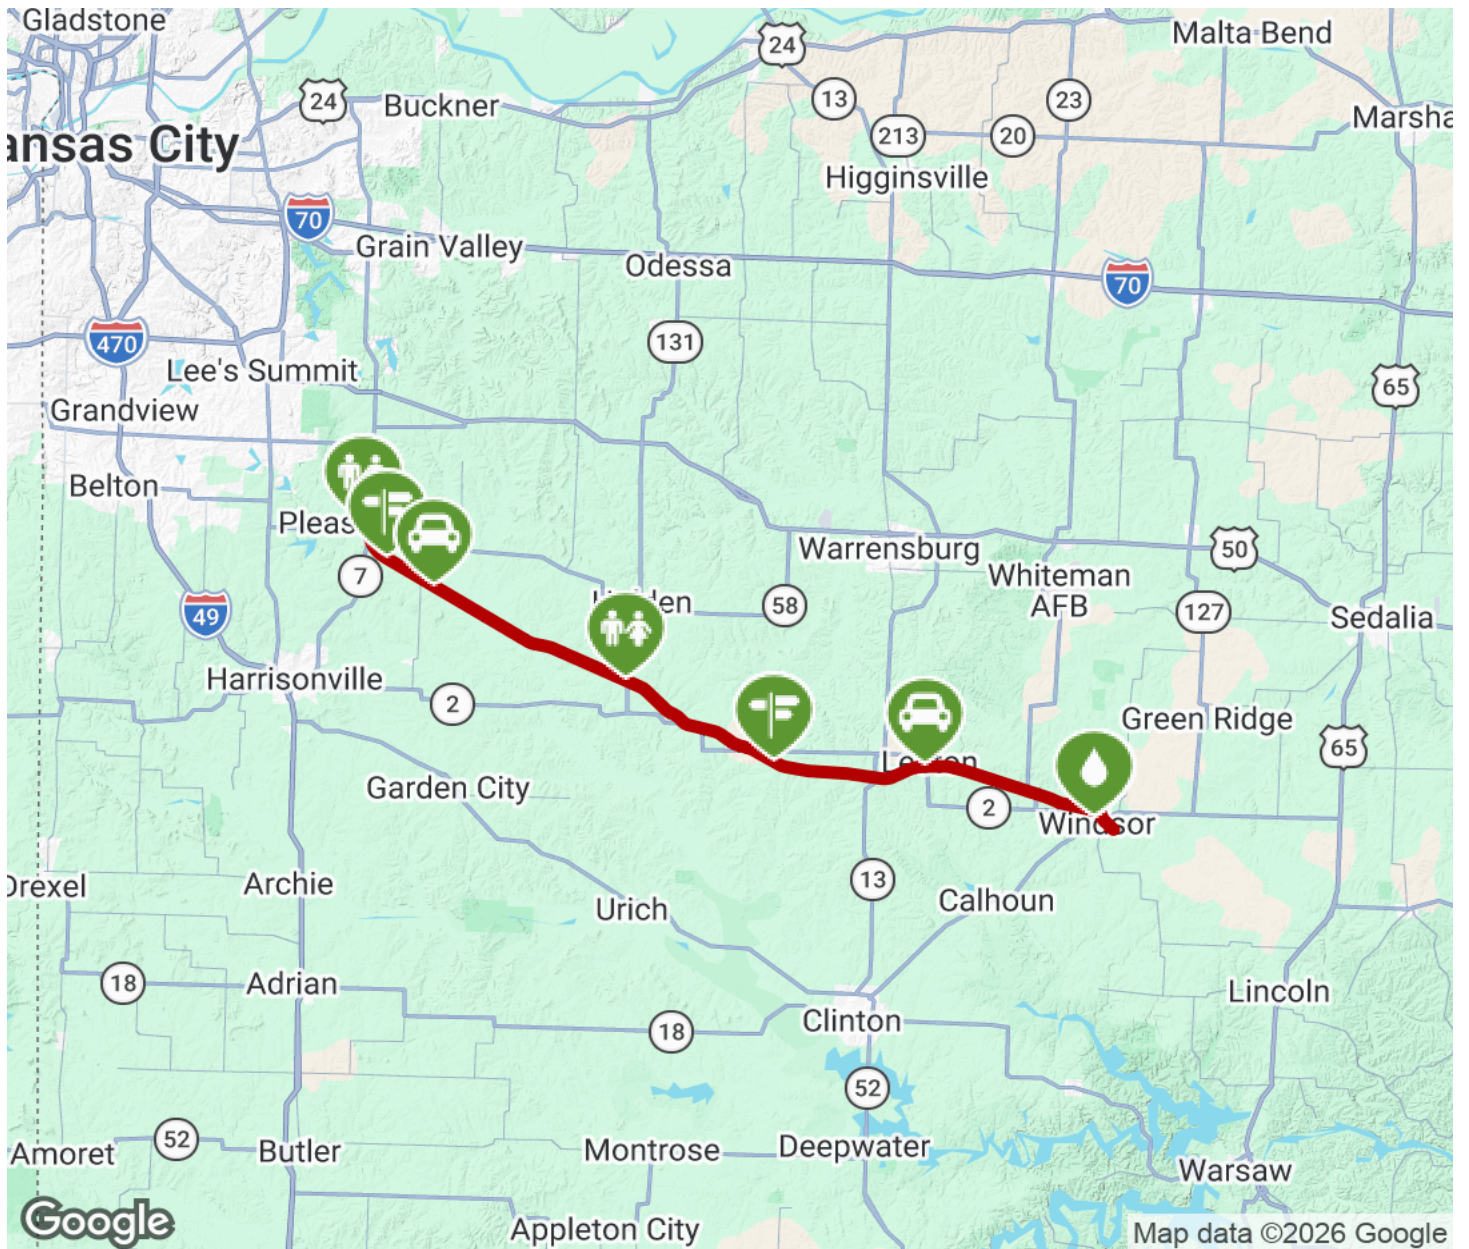 Gladstone
Malta Bend
24
24
Buckner
13
23
Marsha
ansas City
213
20
Higginsville
70
Grain Valley
Odessa
70
470
131
Lee's Summit
65
Grandview
Belton
Pleas
Warrensburg
50
7
Whiteman
AFB
58
127
49
Sedalia
Harrisonville
2
Green Ridge
65
Garden City
2
Windsor
13
Drexel
Archie
Calhoun
Urich
18
Adrian
Lincoln
18
Clinton
52
52
Amoret
Butler
Montrose
Deepwater
Warsaw
Google
Appleton City
Map data ©2026 Google